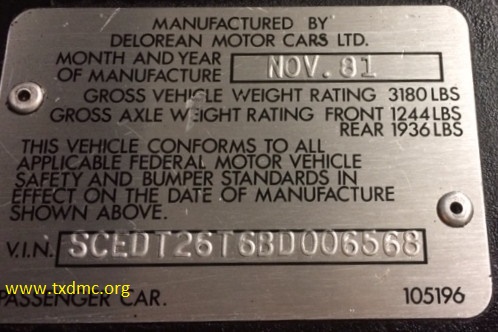 MANUFACTURED BY
DELOREAN MOTOR CARS LTD.
MONTH AND YEAR
OF MANUFACTURE NOV. 81
GROSS VEHICLE WEIGHT RATING 3180 LBS
GROSS AXLE WEIGHT RATING FRONT 1244 LBS
REAR 1936 LBS
THIS VEHICLE CONFORMS TO ALL
APPLICABLE FEDERAL MOTOR VEHICLE
SAFETY AND BUMPER STANDARDS IN
EFFECT ON THE DATE OF MANUFACTURE
SHOWN ABOVE.
V.I.N. SCEDT26T6BD006568
www.txdmc.org
PASSENGER CAR. 105196